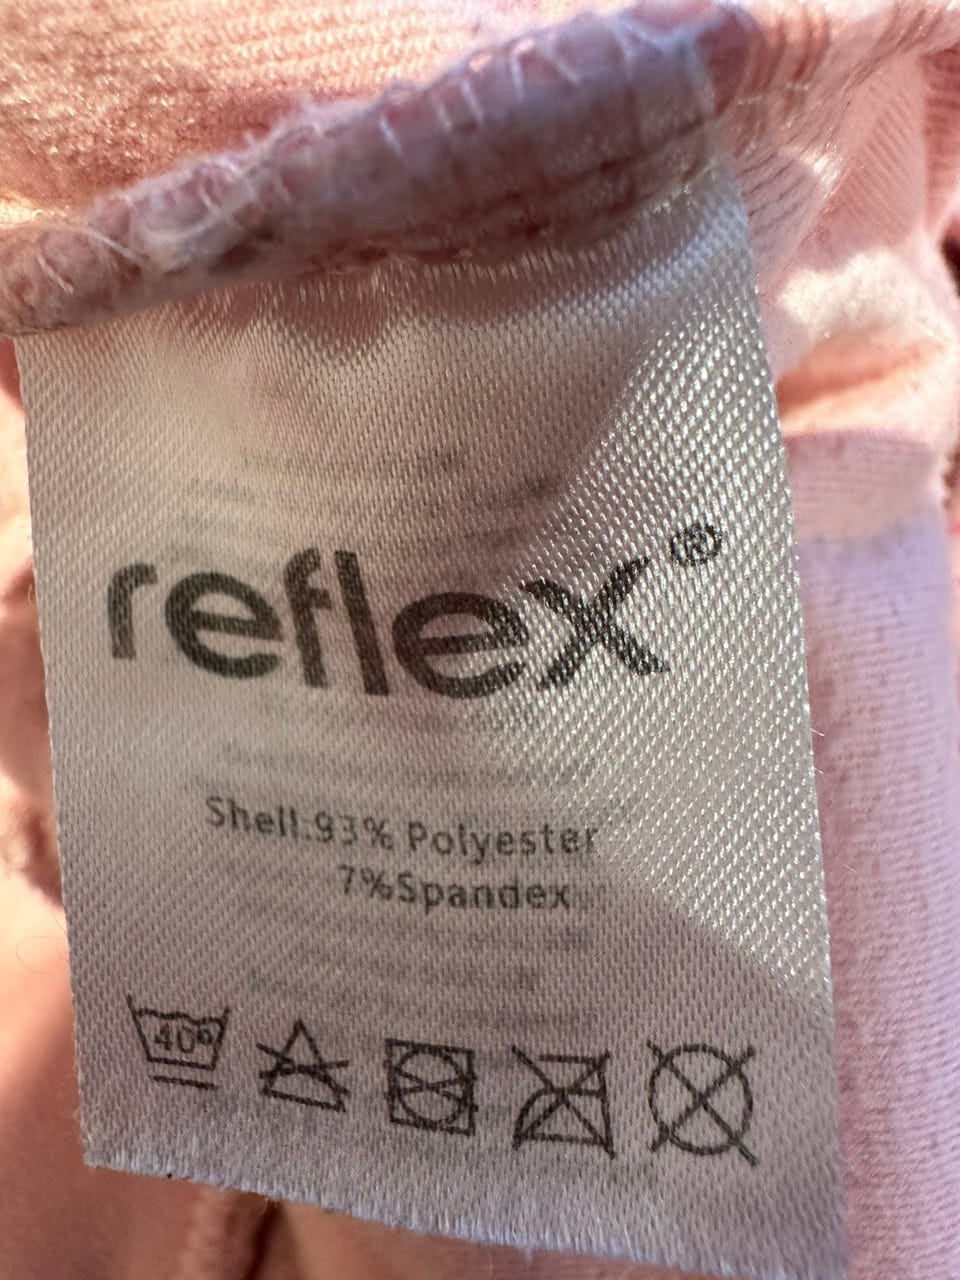 reflex®
Shell:93% Polyester
7%Spandex
40°